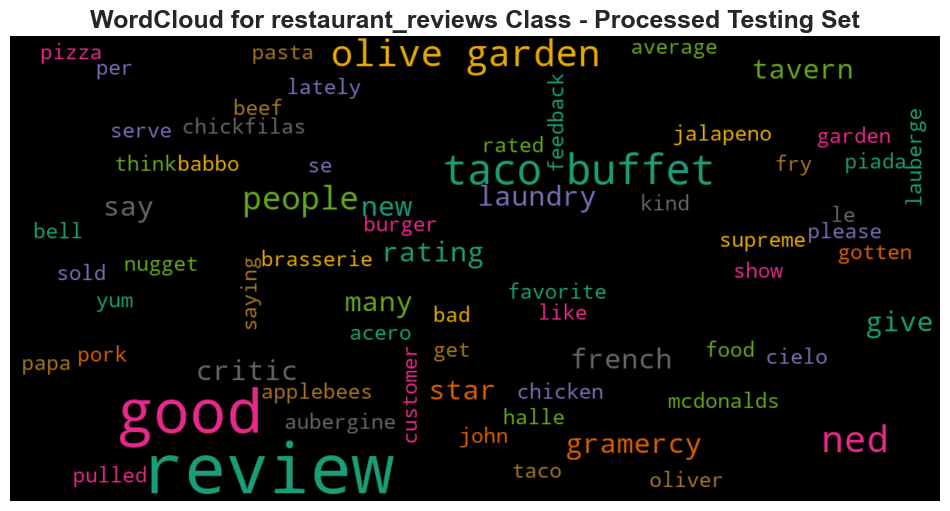 WordCloud for restaurant_reviews Class - Processed Testing Set
pizza
per
pasta
olive garden
average
tavern
lately
beef
feedback
serve
chickfilas
rated
jalapeno
garden
lauberge
think
babbo
se
taco buffet
fry
piada
people
new
laundry
kind
say
burger
le
please
bell
rating
supreme
gotten
sold
nugget
brasserie
show
saying
yum
many
favorite
bad
like
give
acero
papa
pork
critic
get
french
food
cielo
applebees
customer
star
chicken
mcdonalds
good
aubergine
halle
john
gramercy
ned
pulled
review
taco
oliver